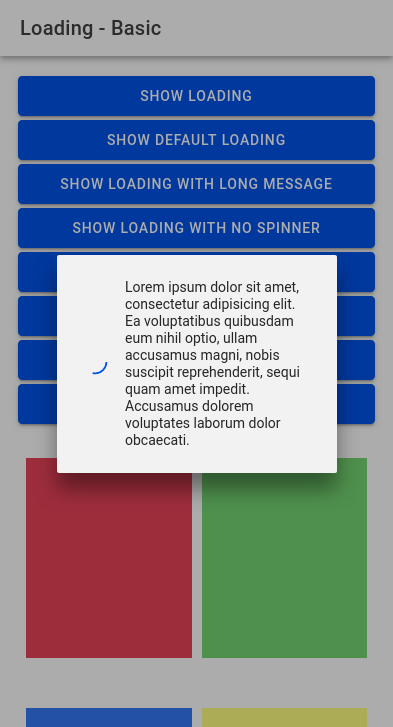 Loading - Basic
SHOW LOADING
SHOW DEFAULT LOADING
SHOW LOADING WITH LONG MESSAGE
SHOW LOADING WITH NO SPINNER
Lorem ipsum dolor sit amet,
consectetur adipisicing elit.
Ea voluptatibus quibusdam
eum nihil optio, ullam
accusamus magni, nobis
suscipit reprehenderit, sequi
quam amet impedit.
Accusamus dolorem
voluptates laborum dolor
obcaecati.